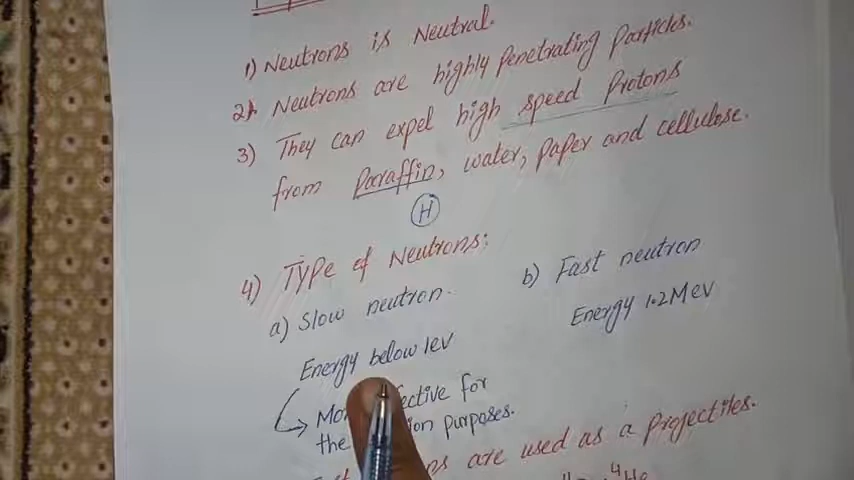 1) Neutrons is Neutral.
2) Neutrons are highly Penetrating Particles.
3) They can expel high speed Protons
from Paraffin, water, Paper and cellulose.
H
4) Type of Neutrons:
a) Slow neutron.
b) Fast neutron
Energy below 1ev
Energy 1.2Mev
for
the purposes.
are used as a Projectiles.